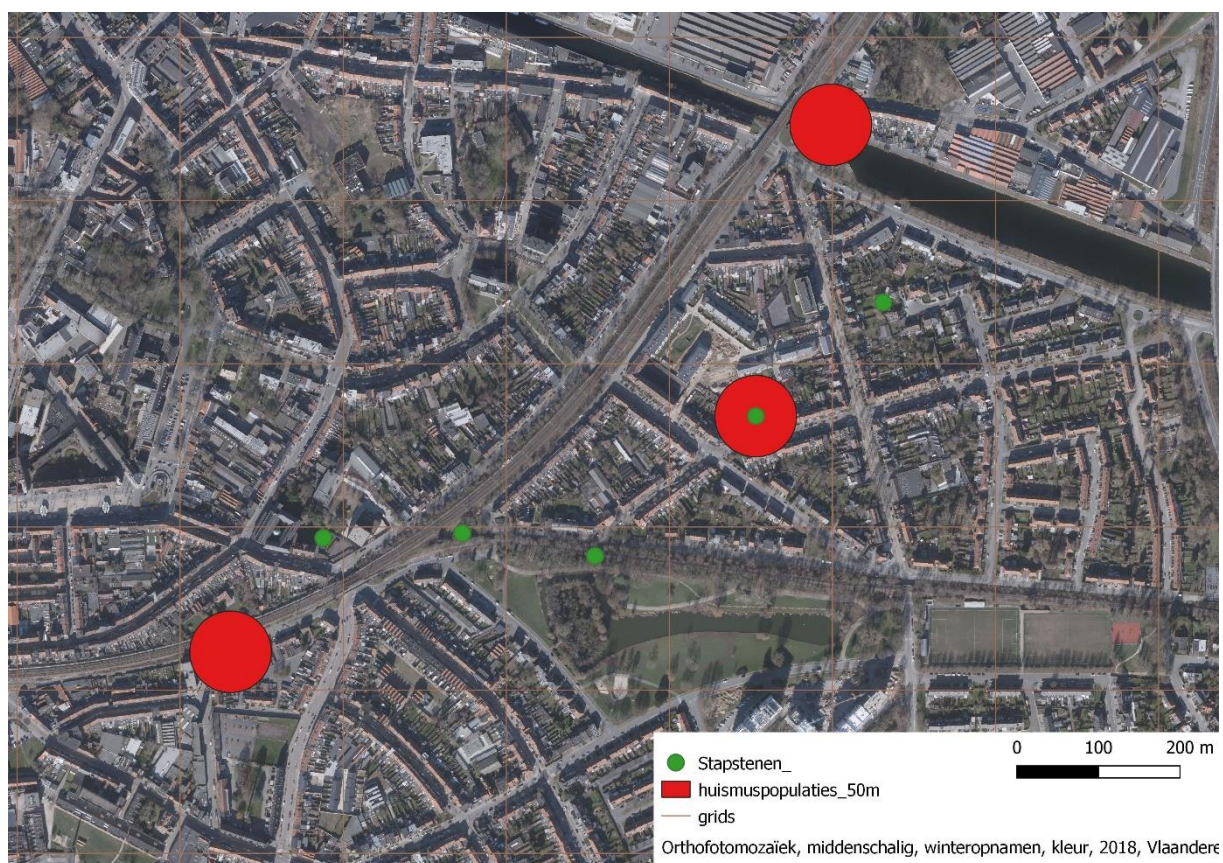 Stapstenen_
huismuspopulaties_50m
grids
0 100 200 m
Orthofotomozaïek, middenschalig, winteropnamen, kleur, 2018, Vlaandere